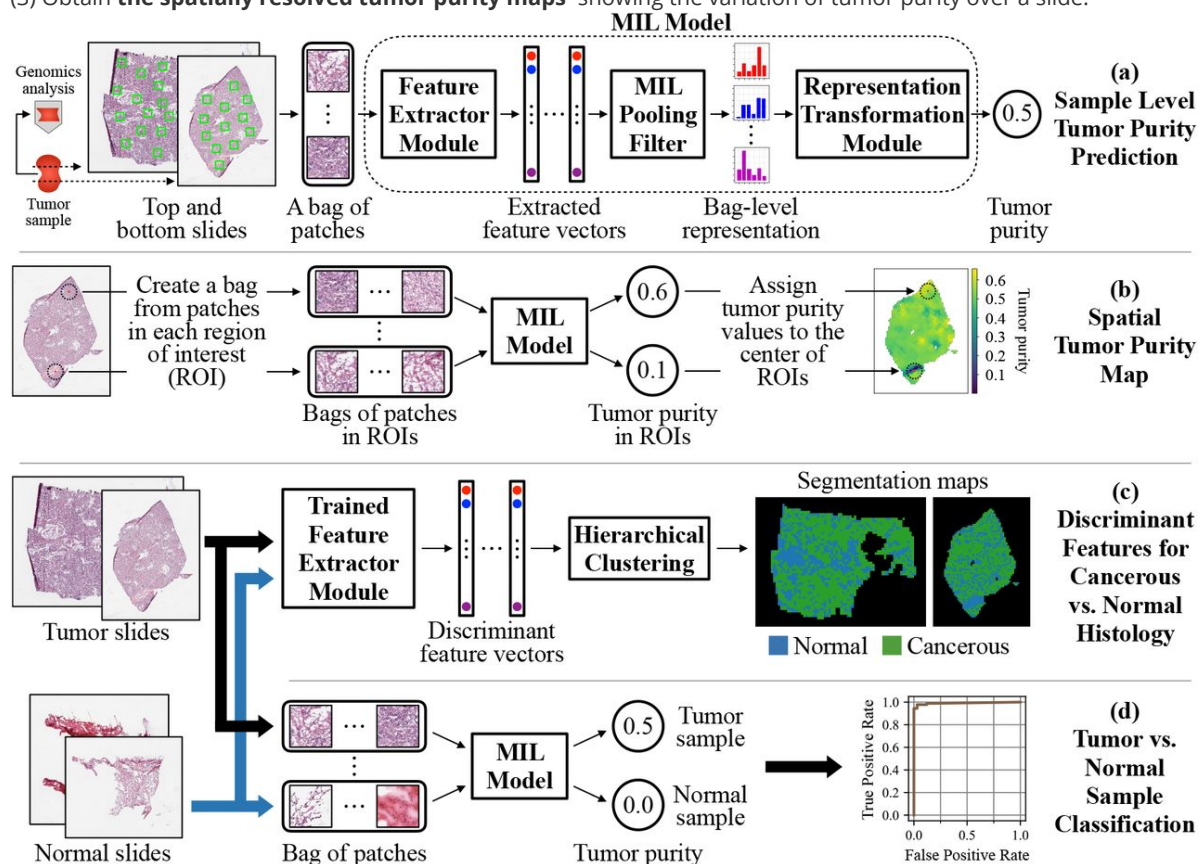 (3) Obtain the spatially resolved tumor purity maps showing the variation of tumor purity over a slide.
MIL Model
Genomics
analysis
Tumor
sample
Top and
bottom slides
A bag of
patches
Feature
Extractor
Module
Extracted
feature vectors
MIL
Pooling
Filter
Bag-level
representation
Representation
Transformation
Module
0.5
Tumor
purity
(a)
Sample Level
Tumor Purity
Prediction
Create a bag
from patches
in each region
of interest
(ROI)
Bags of patches
in ROIs
MIL
Model
0.6
0.1
Tumor purity
in ROIs
Assign
tumor purity
values to the
center of
ROIs
0.6
0.5
0.4
0.3
0.2
0.1
Tumor purity
(b)
Spatial
Tumor Purity
Map
Tumor slides
Trained
Feature
Extractor
Module
Discriminant
feature vectors
Hierarchical
Clustering
Segmentation maps
Normal
Cancerous
(c)
Discriminant
Features for
Cancerous
vs. Normal
Histology
Normal slides
Bag of patches
MIL
Model
0.5
Tumor
sample
0.0
Normal
sample
Tumor purity
True Positive Rate
1.0
0.8
0.6
0.4
0.2
0.0
0.0
0.5
1.0
False Positive Rate
(d)
Tumor vs.
Normal
Sample
Classification